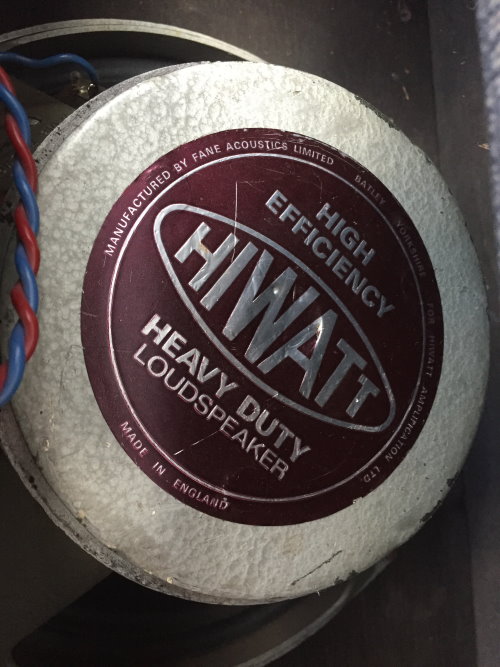 MANUFACTURED BY FANE ACOUSTICS LIMITED BATLEY YORKSHIRE FOR HIWATT AMPLIFICATION LTD.
HIGH
EFFICIENCY
HIWATT
HEAVY DUTY
LOUDSPEAKER
MADE IN ENGLAND